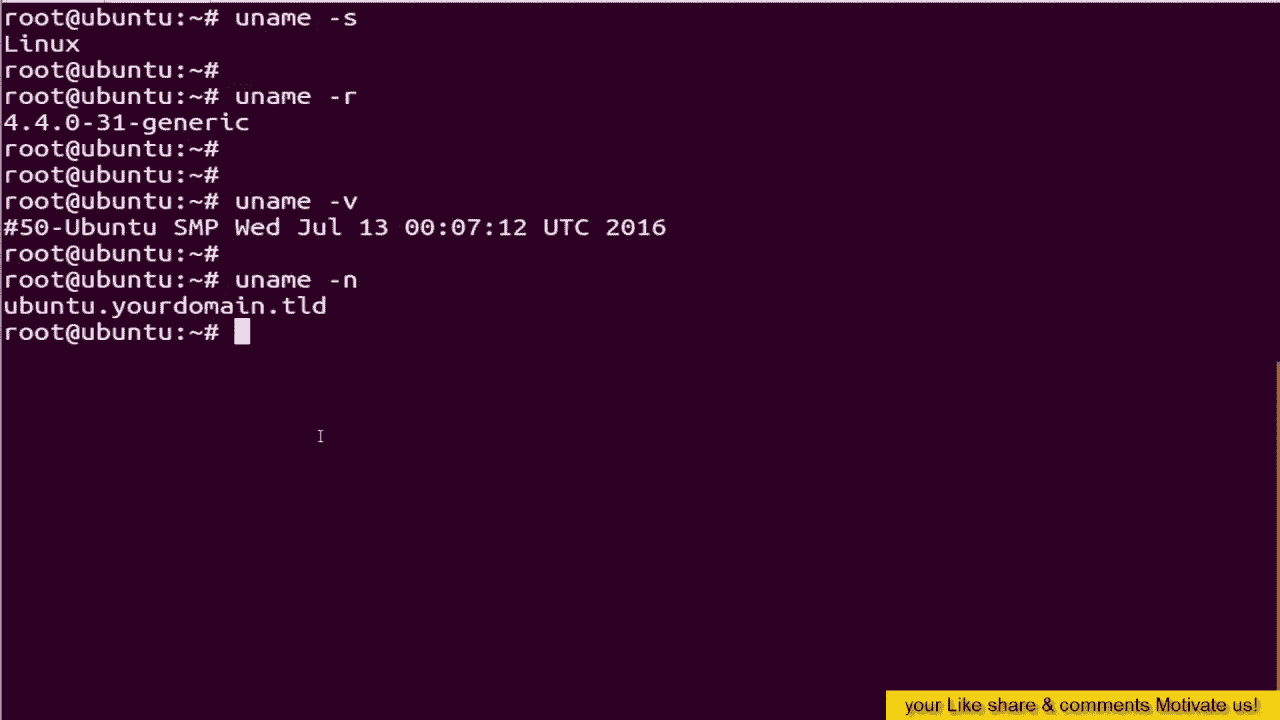 root@ubuntu:~# uname -s
Linux
root@ubuntu:~#
root@ubuntu:~# uname -r
4.4.0-31-generic
root@ubuntu:~#
root@ubuntu:~#
root@ubuntu:~# uname -v
#50-Ubuntu SMP Wed Jul 13 00:07:12 UTC 2016
root@ubuntu:~#
root@ubuntu:~# uname -n
ubuntu.yourdomain.tld
root@ubuntu:~#
your Like share & comments Motivate us!